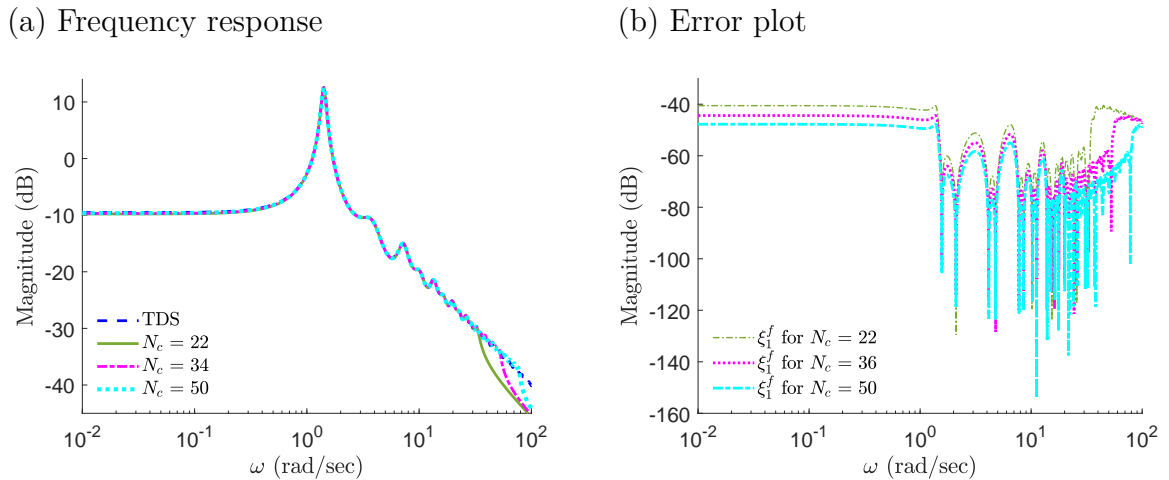 (a) Frequency response
Magnitude (dB)
10
0
-10
-20
-30
-40
TDS
N_c = 22
N_c = 34
N_c = 50
10^-2
10^-1
10^0
10^1
10^2
ω (rad/sec)
(b) Error plot
Magnitude (dB)
-40
-60
-80
-100
-120
-140
-160
ξ_1^f for N_c = 22
ξ_1^f for N_c = 36
ξ_1^f for N_c = 50
10^-2
10^-1
10^0
10^1
10^2
ω (rad/sec)